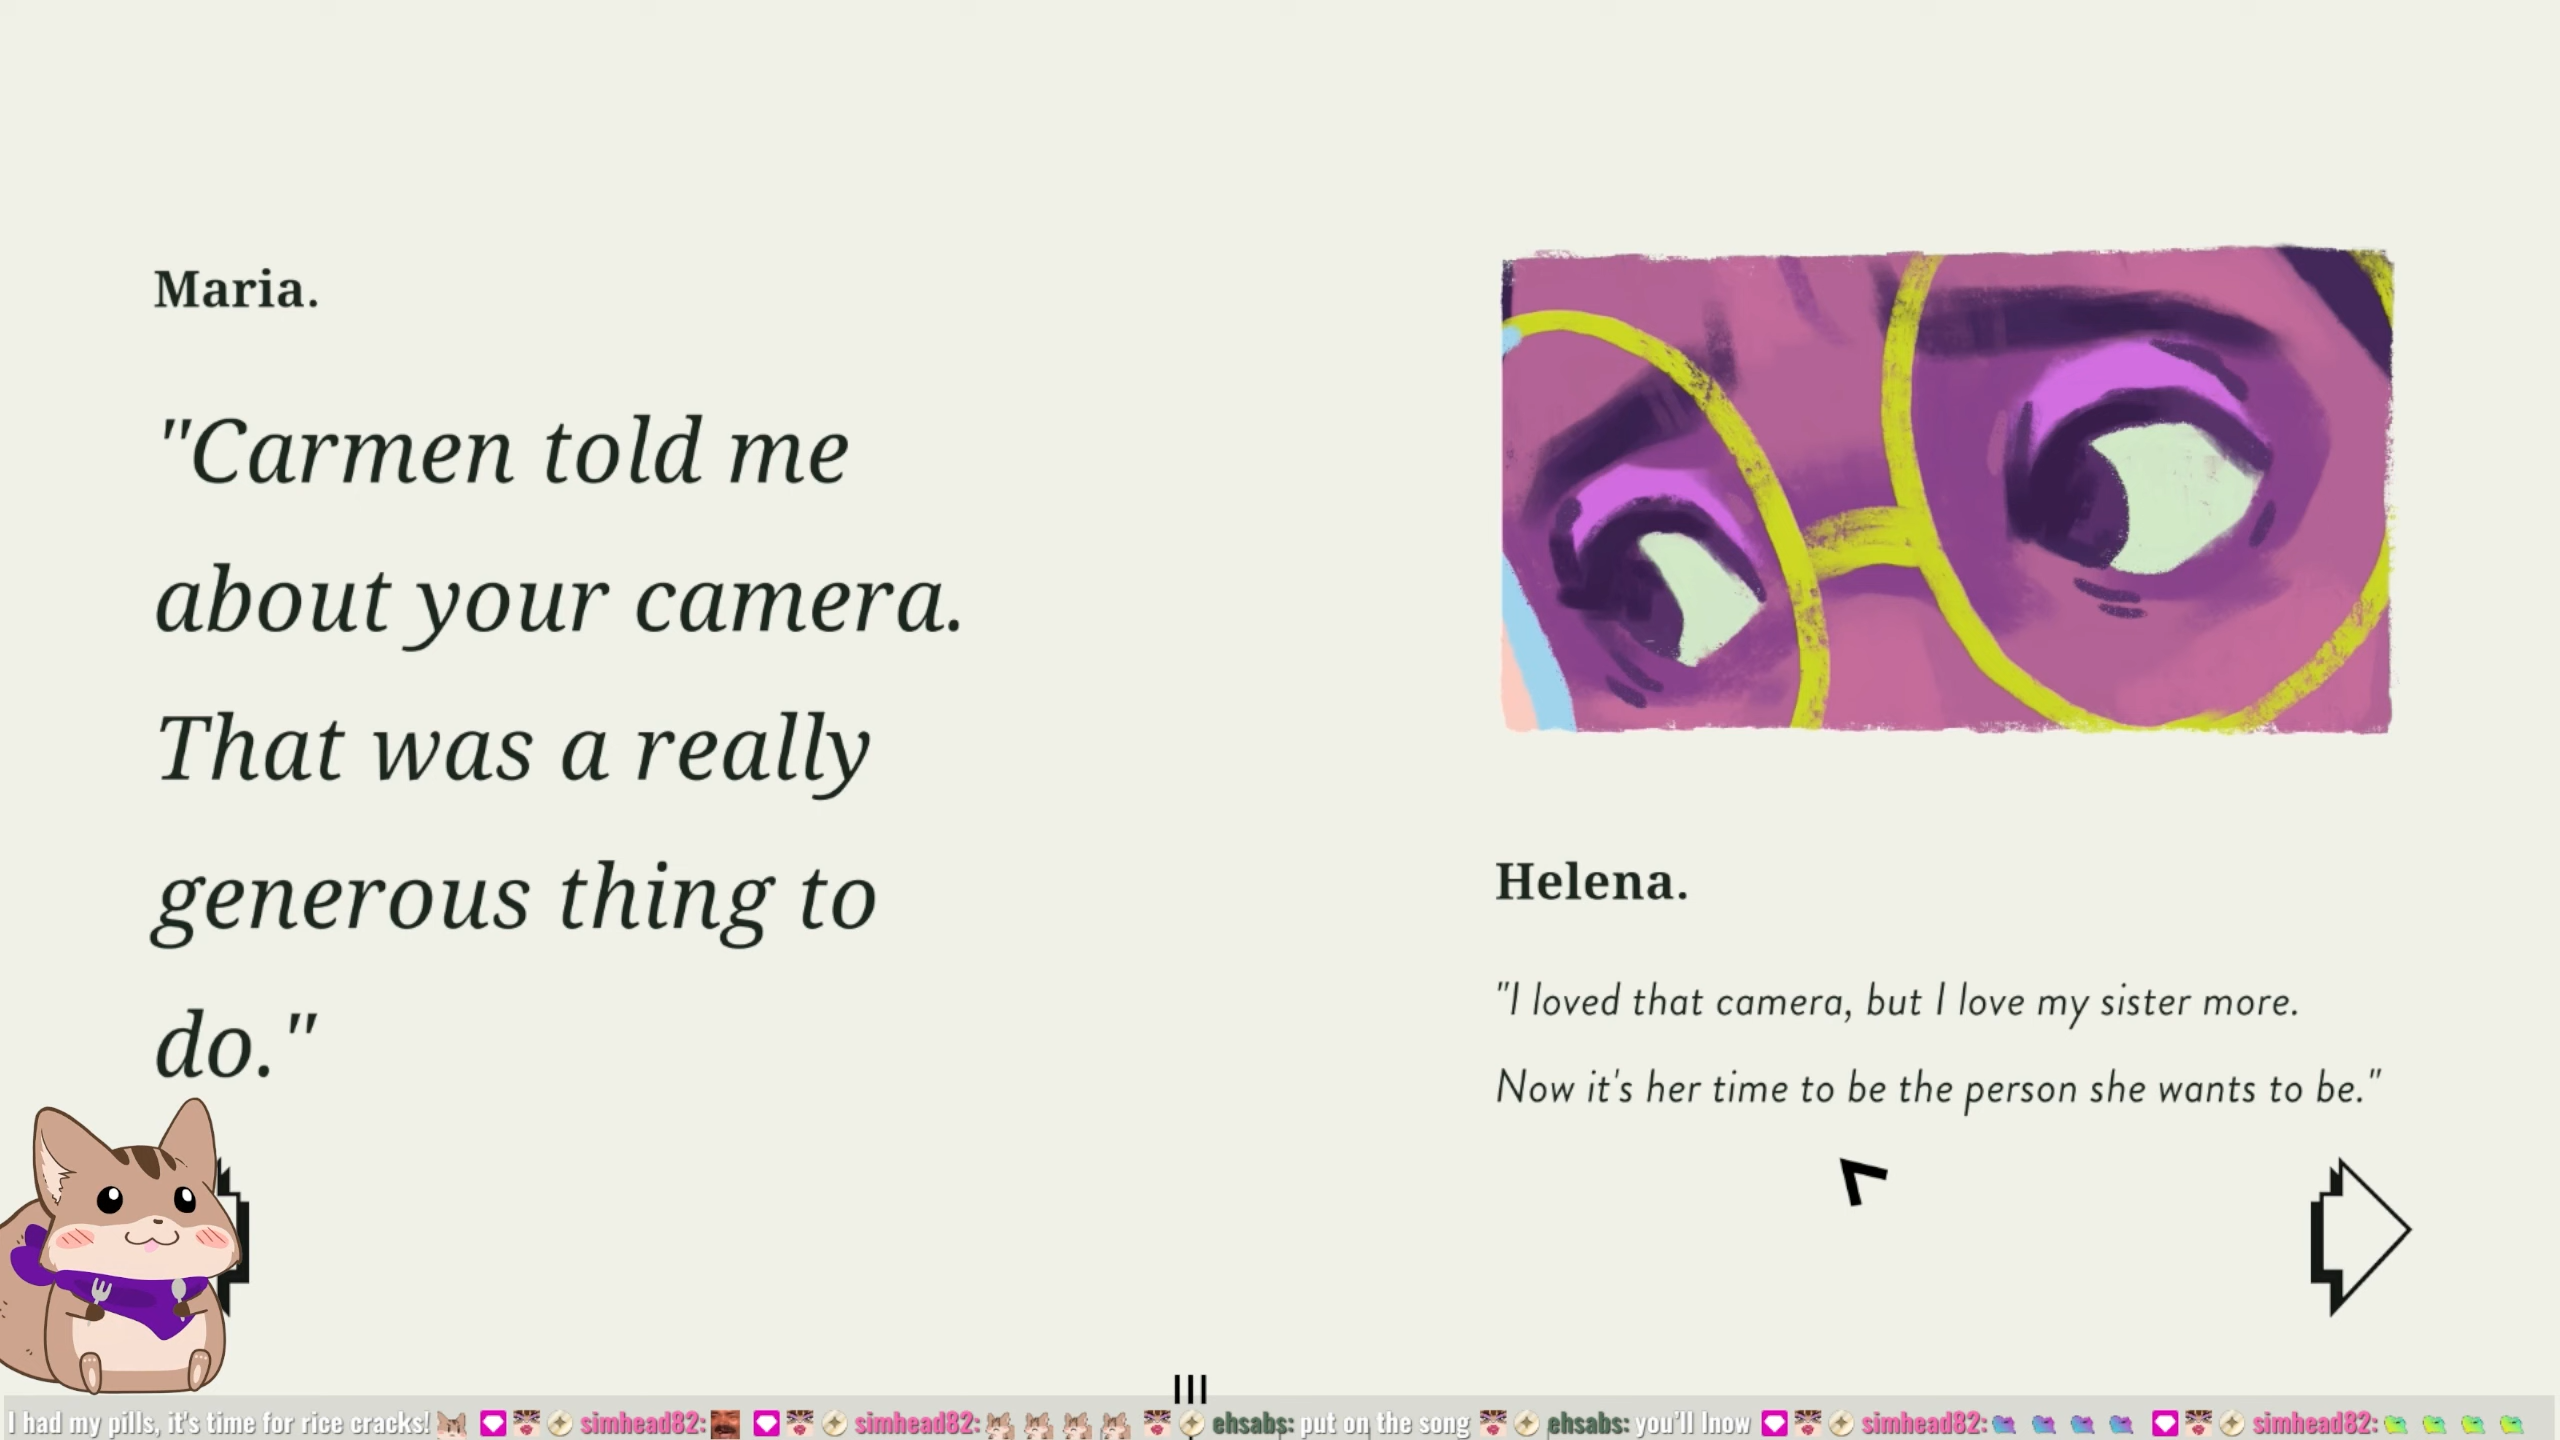 Maria.
"Carmen told me
about your camera.
That was a really
generous thing to
do."
Helena.
"I loved that camera, but I love my sister more.
Now it's her time to be the person she wants to be."
I had my pills, it's time for rice cracks! simhead82: simhead82: ehsabs: put on the song ehsabs: you'll lnow simhead82: simhead82: